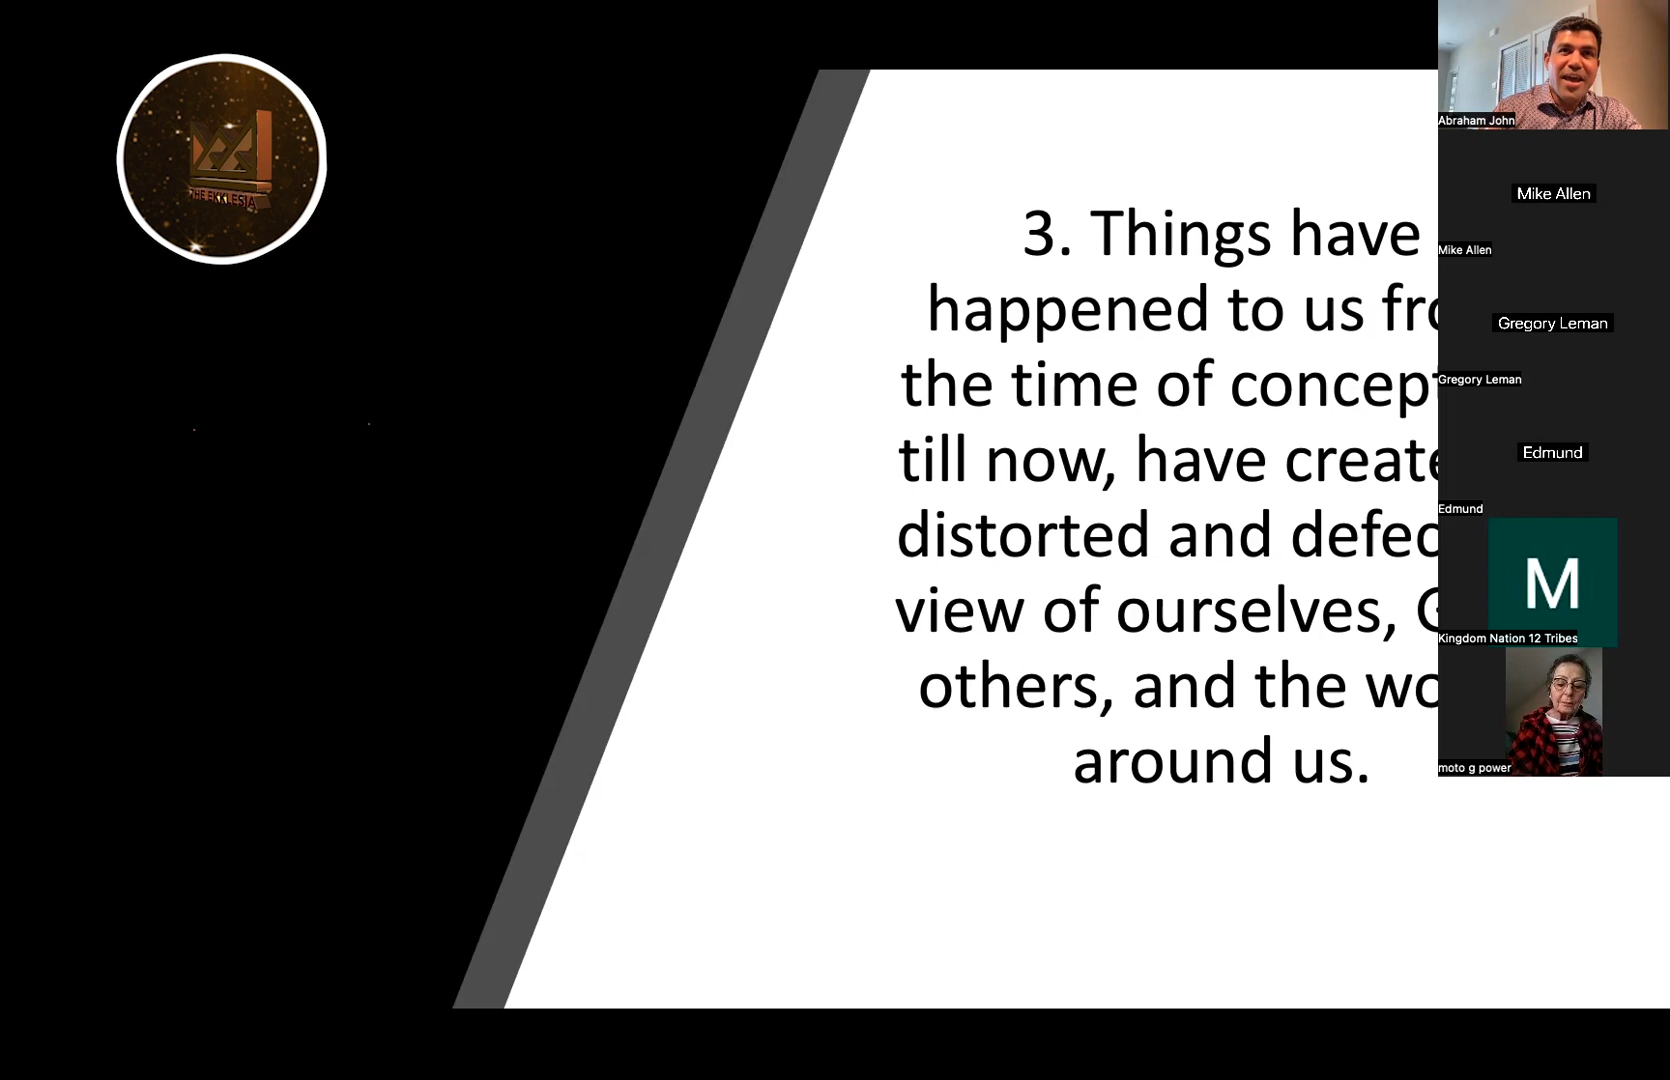 THE EKKLESIA
3. Things have
happened to us fro
the time of concep
till now, have create
distorted and defec
view of ourselves, G
others, and the wo
around us.
Abraham John
Mike Allen
Mike Allen
Gregory Leman
Gregory Leman
Edmund
Edmund
M
Kingdom Nation 12 Tribes
moto g power